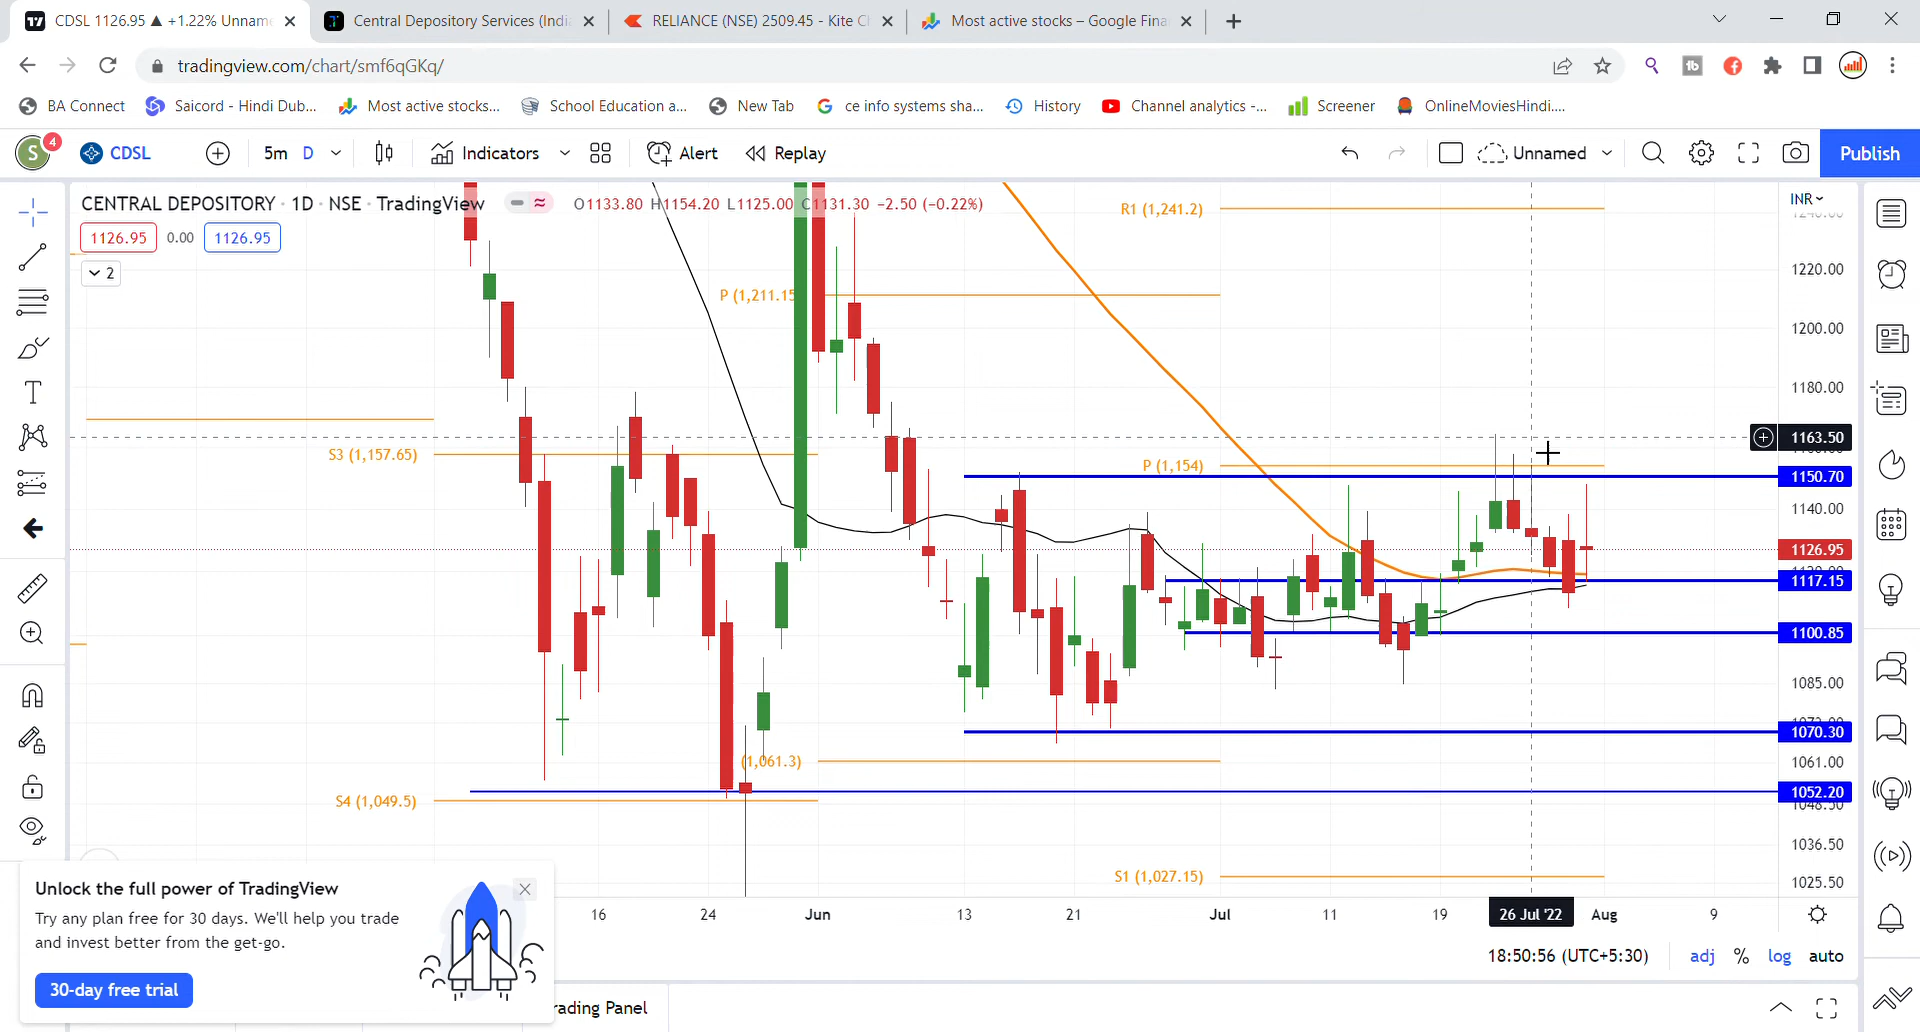 CDSL 1126.95 ▲ +1.22% Unnam
Central Depository Services (Indi
RELIANCE (NSE) 2509.45 - Kite C
Most active stocks – Google Fina
tradingview.com/chart/smf6qGKq/
BA Connect
Saicord - Hindi Dub...
Most active stocks...
School Education a...
New Tab
ce info systems sha...
History
Channel analytics -...
Screener
OnlineMoviesHindi....
S
4
CDSL
5m
D
Indicators
Alert
Replay
Unnamed
Publish
CENTRAL DEPOSITORY · 1D · NSE · TradingView
O1133.80 H1154.20 L1125.00 C1131.30 −2.50 (−0.22%)
INR
1126.95
0.00
1126.95
2
R1 (1,241.2)
P (1,211.15
S3 (1,157.65)
P (1,154)
(1,061.3)
S4 (1,049.5)
S1 (1,027.15)
1240.00
1220.00
1200.00
1180.00
1163.50
1150.70
1140.00
1126.95
1117.15
1100.85
1085.00
1070.30
1061.00
1052.20
1048.50
1036.50
1025.50
16
24
Jun
13
21
Jul
11
19
26 Jul '22
Aug
9
Unlock the full power of TradingView
Try any plan free for 30 days. We'll help you trade
and invest better from the get-go.
30-day free trial
18:50:56 (UTC+5:30)
adj
%
log
auto
rading Panel